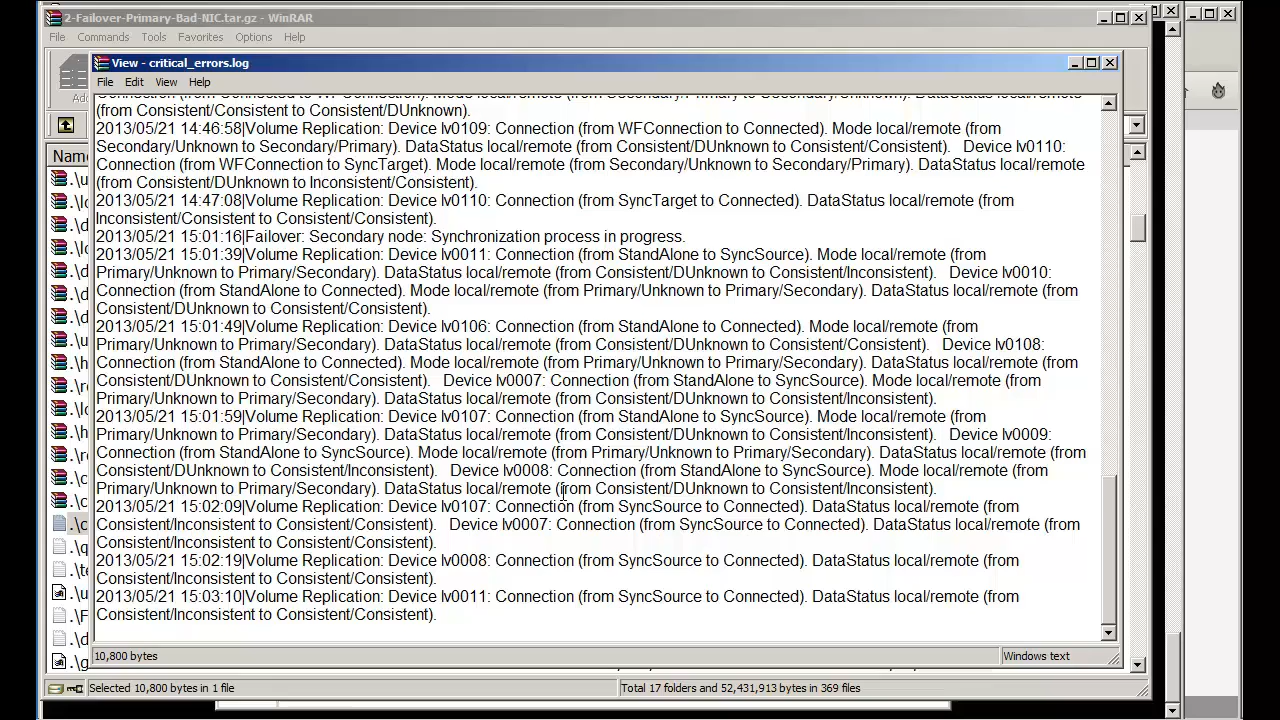 2-Failover-Primary-Bad-NIC.tar.gz - WinRAR
File Commands Tools Favorites Options Help
View - critical_errors.log
File Edit View Help
(from Consistent/Consistent to Consistent/DUnknown).
2013/05/21 14:46:58|Volume Replication: Device lv0109: Connection (from WFConnection to Connected). Mode local/remote (from
Secondary/Unknown to Secondary/Primary). DataStatus local/remote (from Consistent/DUnknown to Consistent/Consistent).   Device lv0110:
Connection (from WFConnection to SyncTarget). Mode local/remote (from Secondary/Unknown to Secondary/Primary). DataStatus local/remote
(from Consistent/DUnknown to Inconsistent/Consistent).
2013/05/21 14:47:08|Volume Replication: Device lv0110: Connection (from SyncTarget to Connected). DataStatus local/remote (from
Inconsistent/Consistent to Consistent/Consistent).
2013/05/21 15:01:16|Failover: Secondary node: Synchronization process in progress.
2013/05/21 15:01:39|Volume Replication: Device lv0011: Connection (from StandAlone to SyncSource). Mode local/remote (from
Primary/Unknown to Primary/Secondary). DataStatus local/remote (from Consistent/DUnknown to Consistent/Inconsistent).   Device lv0010:
Connection (from StandAlone to Connected). Mode local/remote (from Primary/Unknown to Primary/Secondary). DataStatus local/remote (from
Consistent/DUnknown to Consistent/Consistent).
2013/05/21 15:01:49|Volume Replication: Device lv0106: Connection (from StandAlone to Connected). Mode local/remote (from
Primary/Unknown to Primary/Secondary). DataStatus local/remote (from Consistent/DUnknown to Consistent/Consistent).   Device lv0108:
Connection (from StandAlone to Connected). Mode local/remote (from Primary/Unknown to Primary/Secondary). DataStatus local/remote (from
Consistent/DUnknown to Consistent/Consistent).   Device lv0007: Connection (from StandAlone to SyncSource). Mode local/remote (from
Primary/Unknown to Primary/Secondary). DataStatus local/remote (from Consistent/DUnknown to Consistent/Inconsistent).
2013/05/21 15:01:59|Volume Replication: Device lv0107: Connection (from StandAlone to SyncSource). Mode local/remote (from
Primary/Unknown to Primary/Secondary). DataStatus local/remote (from Consistent/DUnknown to Consistent/Inconsistent).   Device lv0009:
Connection (from StandAlone to SyncSource). Mode local/remote (from Primary/Unknown to Primary/Secondary). DataStatus local/remote (from
Consistent/DUnknown to Consistent/Inconsistent).   Device lv0008: Connection (from StandAlone to SyncSource). Mode local/remote (from
Primary/Unknown to Primary/Secondary). DataStatus local/remote (from Consistent/DUnknown to Consistent/Inconsistent).
2013/05/21 15:02:09|Volume Replication: Device lv0107: Connection (from SyncSource to Connected). DataStatus local/remote (from
Consistent/Inconsistent to Consistent/Consistent).   Device lv0007: Connection (from SyncSource to Connected). DataStatus local/remote (from
Consistent/Inconsistent to Consistent/Consistent).
2013/05/21 15:02:19|Volume Replication: Device lv0008: Connection (from SyncSource to Connected). DataStatus local/remote (from
Consistent/Inconsistent to Consistent/Consistent).
2013/05/21 15:03:10|Volume Replication: Device lv0011: Connection (from SyncSource to Connected). DataStatus local/remote (from
Consistent/Inconsistent to Consistent/Consistent).
10,800 bytes
Windows text
Selected 10,800 bytes in 1 file
Total 17 folders and 52,431,913 bytes in 369 files